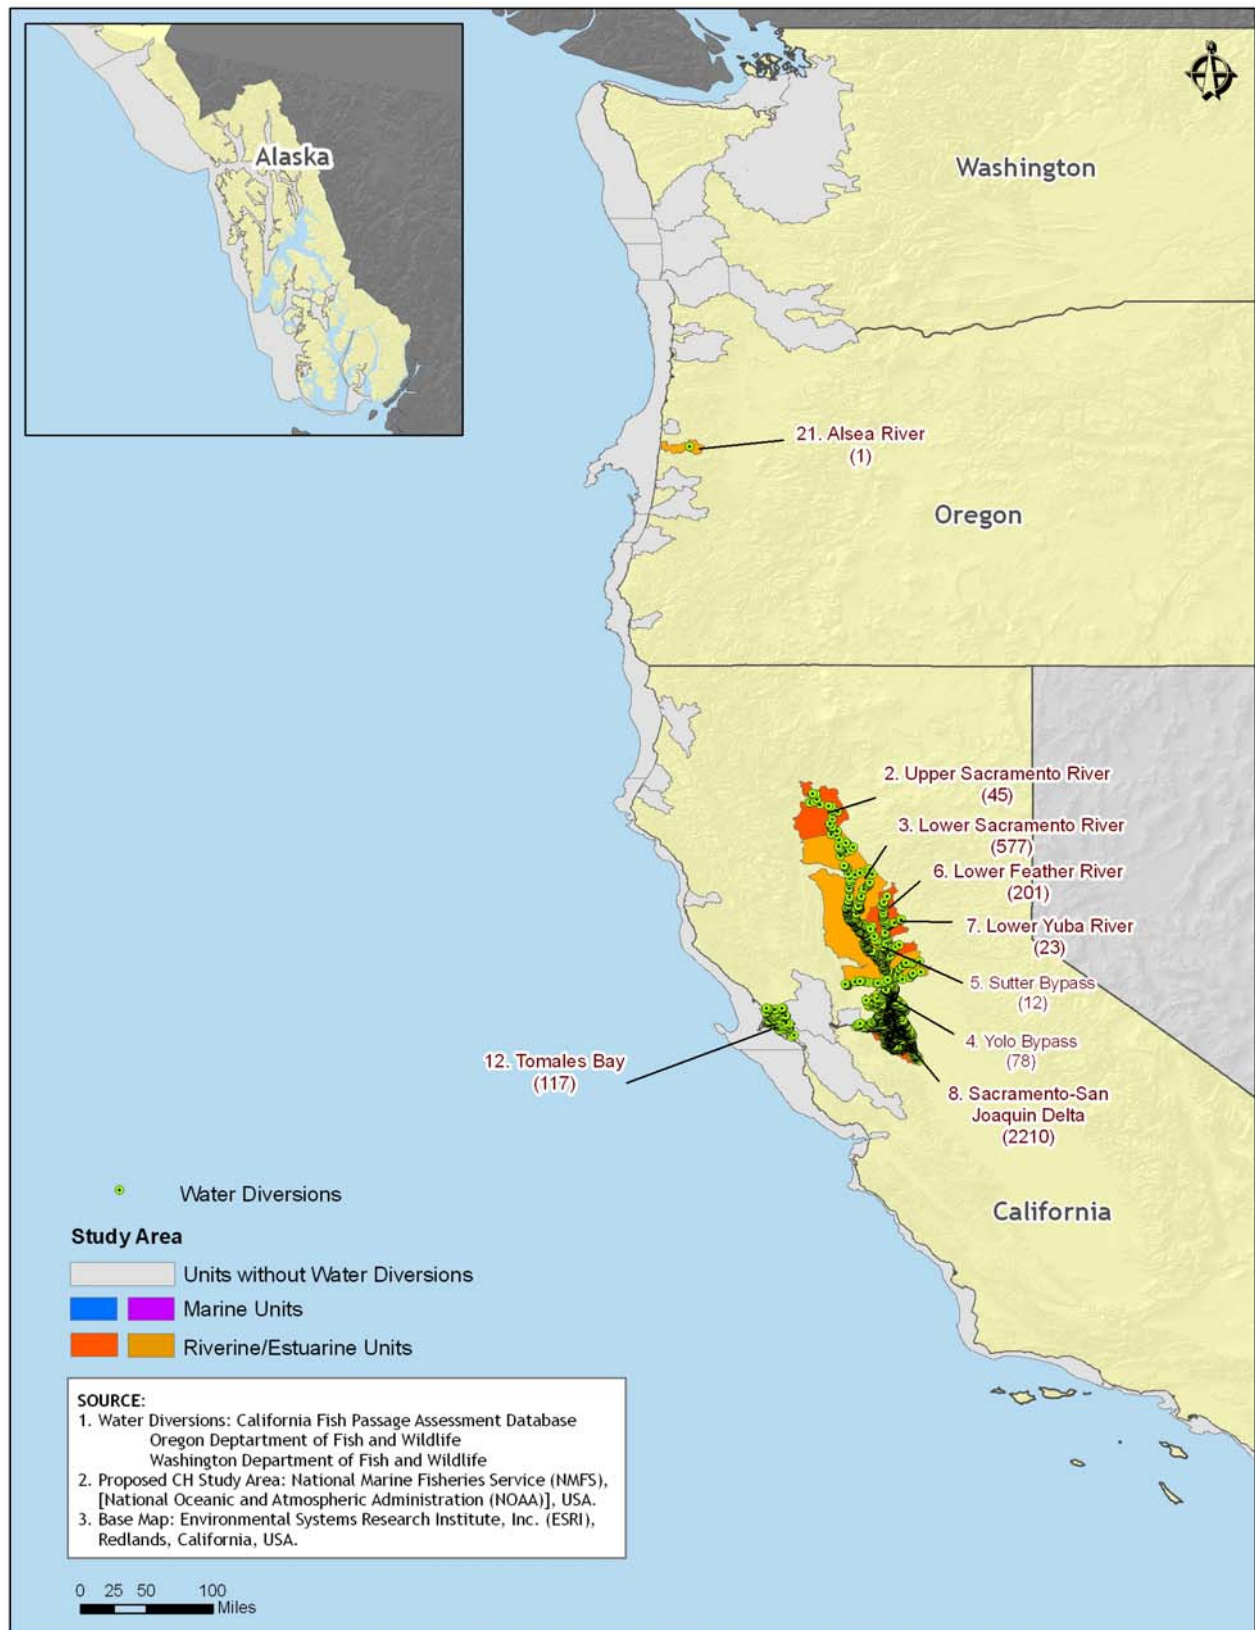 Alaska
Washington
21. Alsea River
(1)
Oregon
2. Upper Sacramento River
(45)
3. Lower Sacramento River
(577)
6. Lower Feather River
(201)
7. Lower Yuba River
(23)
5. Sutter Bypass
(12)
4. Yolo Bypass
(78)
12. Tomales Bay
(117)
8. Sacramento-San
Joaquin Delta
(2210)
California
Water Diversions
Study Area
Units without Water Diversions
Marine Units
Riverine/Estuarine Units
SOURCE:
1. Water Diversions: California Fish Passage Assessment Database
Oregon Deptartment of Fish and Wildlife
Washington Department of Fish and Wildlife
2. Proposed CH Study Area: National Marine Fisheries Service (NMFS),
[National Oceanic and Atmospheric Administration (NOAA)], USA.
3. Base Map: Environmental Systems Research Institute, Inc. (ESRI),
Redlands, California, USA.
0 25 50 100
Miles